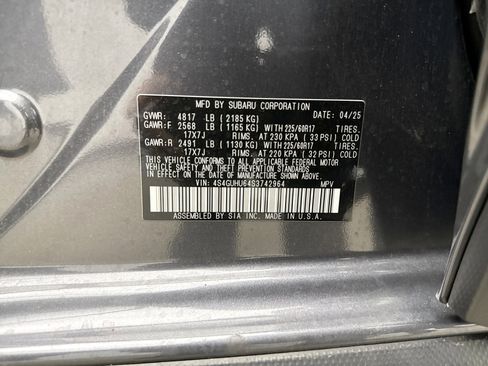 MFD BY SUBARU CORPORATION
GVWR: 4817 LB (2185 KG) DATE: 04/25
GAWR:F 2568 LB (1165 KG) WITH 225/60R17 TIRES,
17X7J RIMS, AT 230 KPA (33 PSI) COLD
GAWR:R 2491 LB (1130 KG) WITH 225/60R17 TIRES,
17X7J RIMS, AT 220 KPA (32 PSI) COLD
THIS VEHICLE CONFORMS TO ALL APPLICABLE FEDERAL MOTOR
VEHICLE SAFETY AND THEFT PREVENTION STANDARDS
IN EFFECT ON THE DATE OF MANUFACTURE SHOWN ABOVE.
VIN: 4S4GUHU64S3742964 MPV
ASSEMBLED BY SIA INC. MADE IN U.S.A.